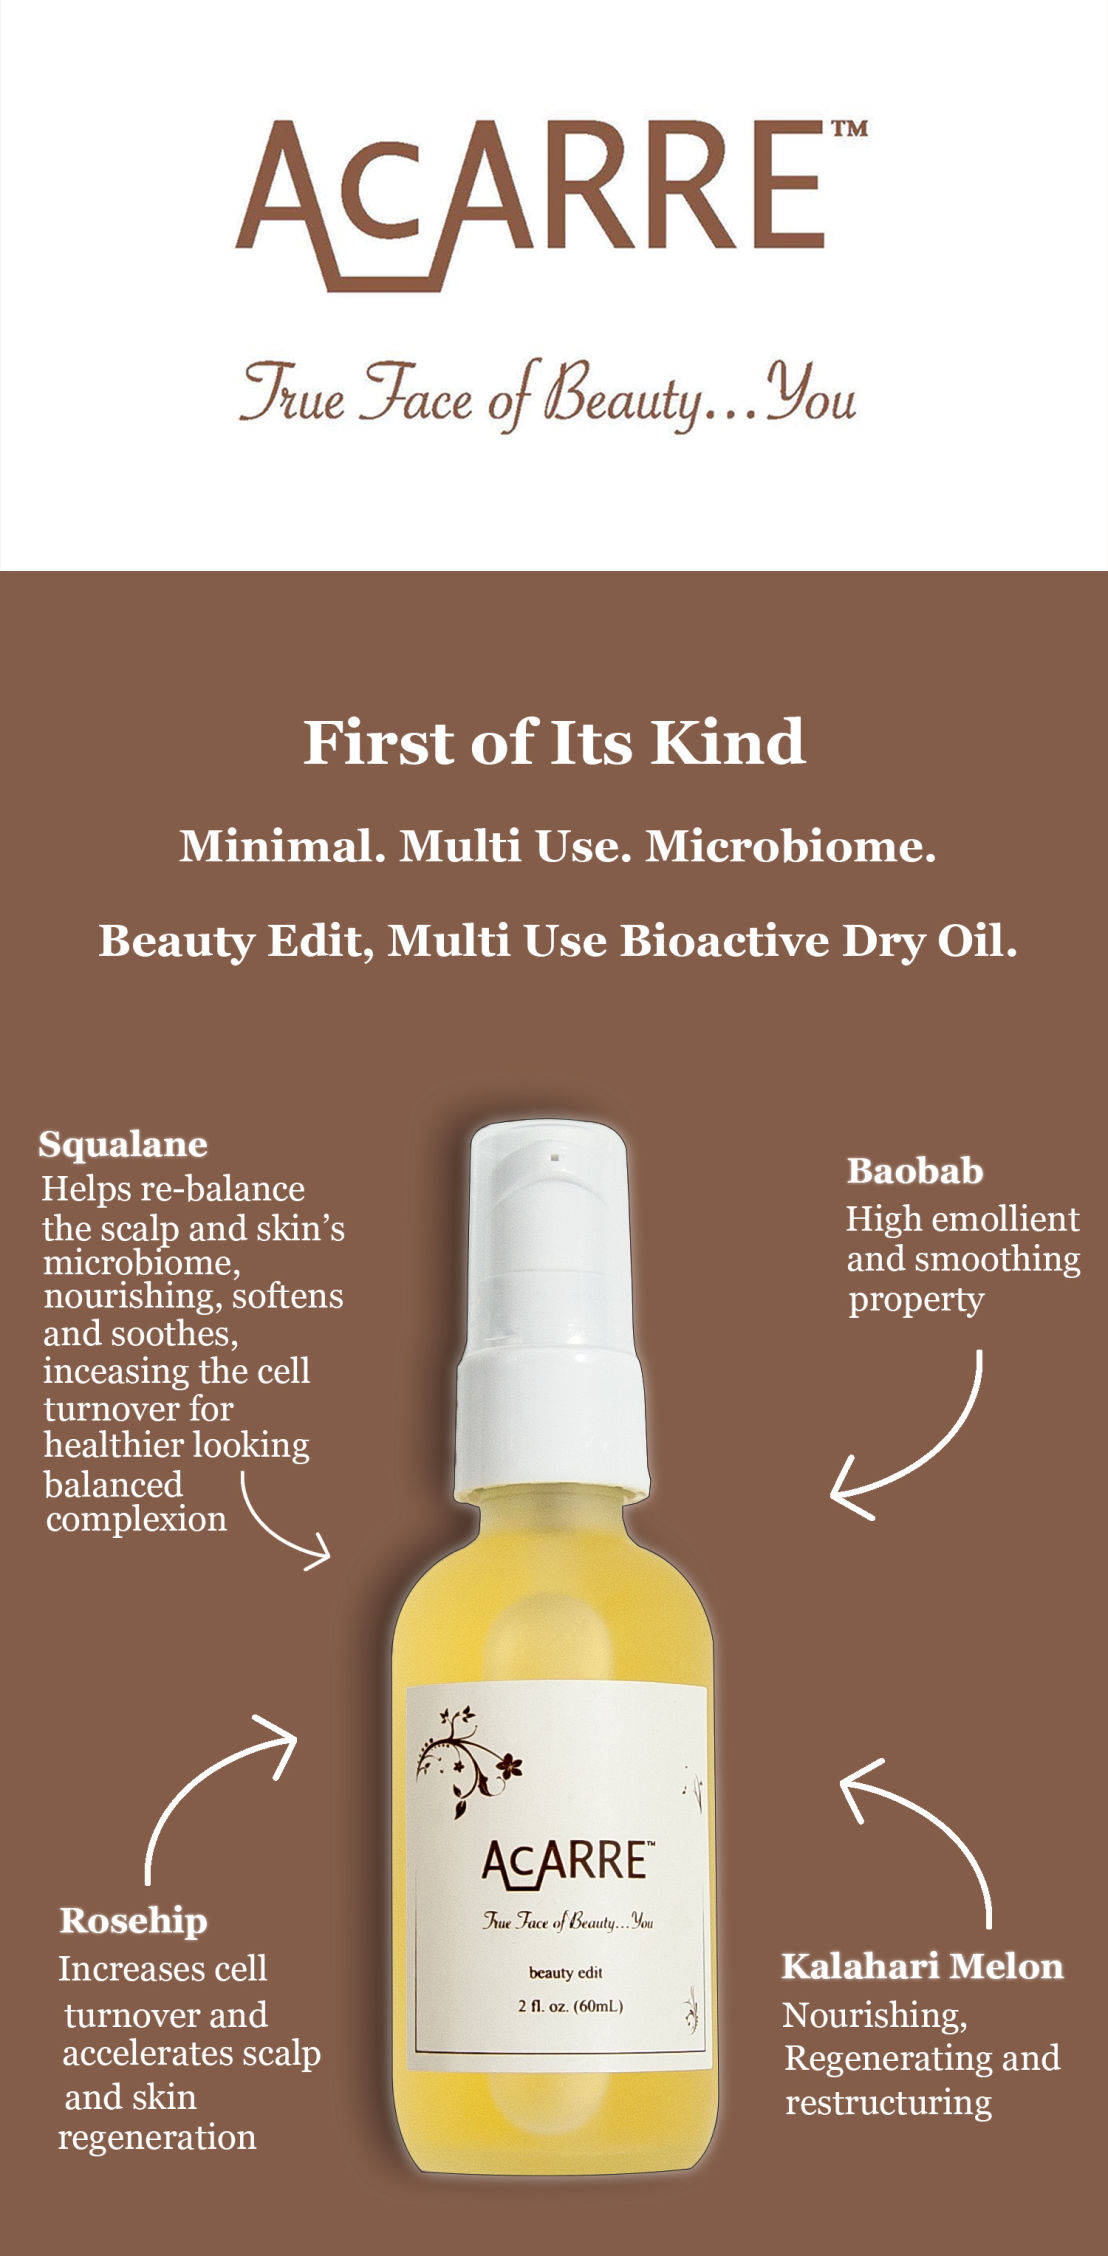 ACARRE™
True Face of Beauty...You
First of Its Kind
Minimal. Multi Use. Microbiome.
Beauty Edit, Multi Use Bioactive Dry Oil.
Squalane
Helps re-balance
the scalp and skin's
microbiome,
nourishing, softens
and soothes,
inceasing the cell
turnover for
healthier looking
balanced
complexion
Baobab
High emollient
and smoothing
property
Rosehip
Increases cell
turnover and
accelerates scalp
and skin
regeneration
Kalahari Melon
Nourishing,
Regenerating and
restructuring
ACARRE™
True Face of Beauty...You
beauty edit
2 fl. oz. (60mL)